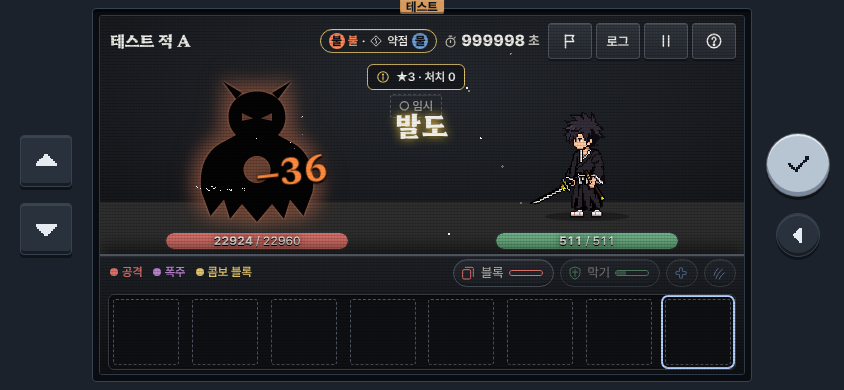 테스트
테스트 적 A
불 불 · 약점 물
999998 초
로그
★3 · 처치 0
임시
발도
−36
22924 / 22960
511 / 511
공격 폭주 콤보 블록
블록
막기